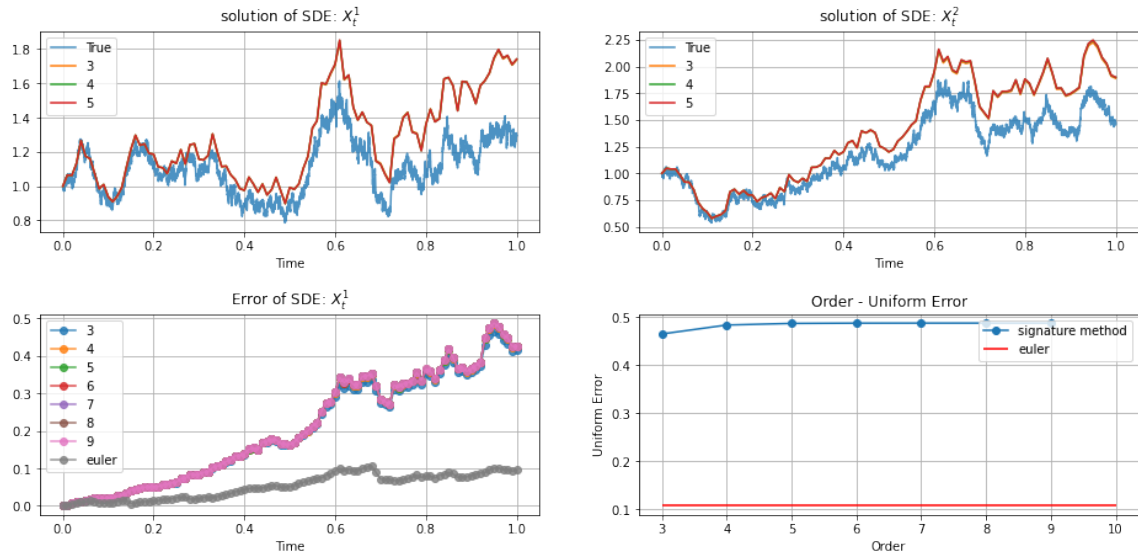 solution of SDE: X_t^1
1.8
1.6
1.4
1.2
1.0
0.8
True
3
4
5
0.0 0.2 0.4 0.6 0.8 1.0
Time
solution of SDE: X_t^2
2.25
2.00
1.75
1.50
1.25
1.00
0.75
0.50
True
3
4
5
0.0 0.2 0.4 0.6 0.8 1.0
Time
Error of SDE: X_t^1
0.5
0.4
0.3
0.2
0.1
0.0
3
4
5
6
7
8
9
euler
0.0 0.2 0.4 0.6 0.8 1.0
Time
Order - Uniform Error
Uniform Error
0.5
0.4
0.3
0.2
0.1
signature method
euler
3 4 5 6 7 8 9 10
Order